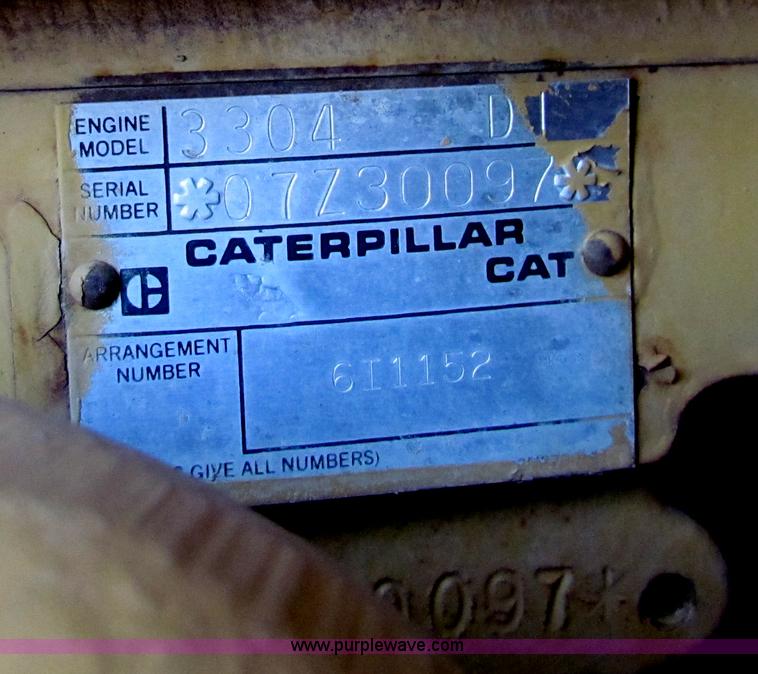 ENGINE MODEL 3304 DI
SERIAL NUMBER *07Z30097*
CATERPILLAR
CAT
ARRANGEMENT NUMBER 6I1152
GIVE ALL NUMBERS)
0097*
www.purplewave.com